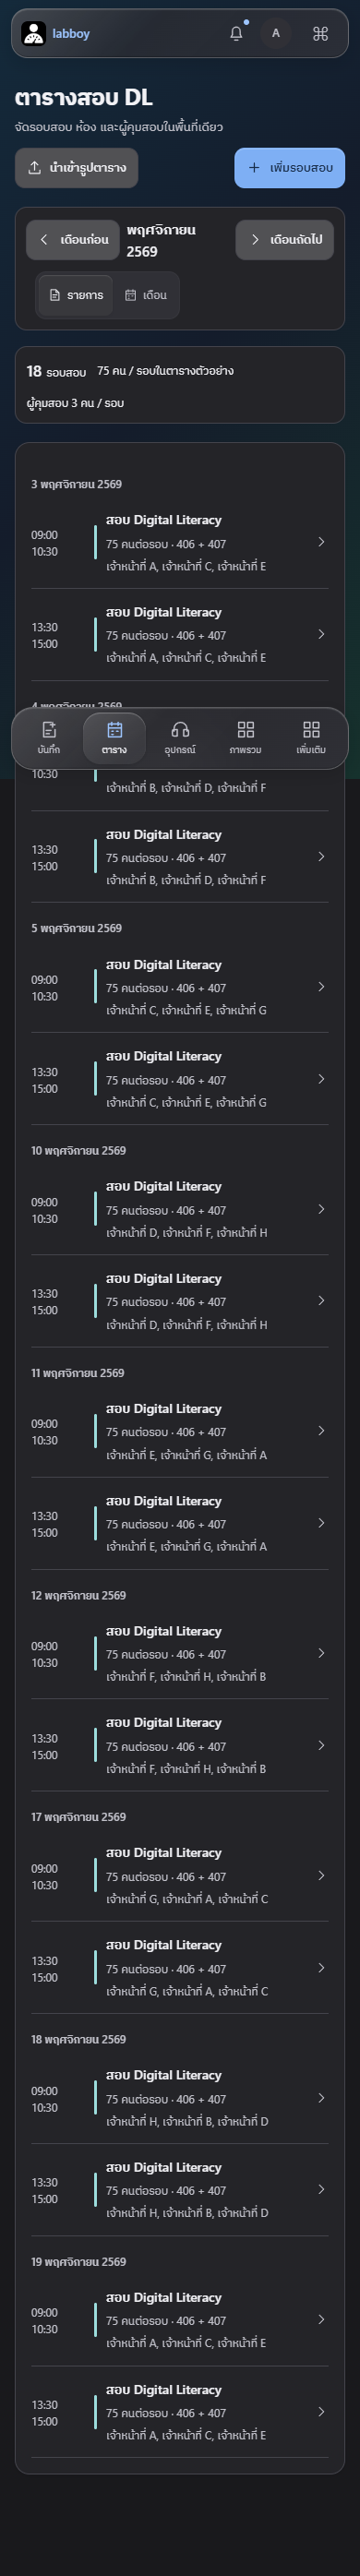 labboy
A
ตารางสอบ DL
จัดรอบสอบ ห้อง และผู้คุมสอบในพื้นที่เดียว
นำเข้ารูปตาราง
เพิ่มรอบสอบ
เดือนก่อน
พฤศจิกายน
2569
เดือนถัดไป
รายการ
เดือน
18 รอบสอบ 75 คน / รอบในตารางตัวอย่าง
ผู้คุมสอบ 3 คน / รอบ
3 พฤศจิกายน 2569
09:00
10:30
สอบ Digital Literacy
75 คนต่อรอบ · 406 + 407
เจ้าหน้าที่ A, เจ้าหน้าที่ C, เจ้าหน้าที่ E
13:30
15:00
สอบ Digital Literacy
75 คนต่อรอบ · 406 + 407
เจ้าหน้าที่ A, เจ้าหน้าที่ C, เจ้าหน้าที่ E
4 พฤศจิกายน 2569
บันทึก
ตาราง
อุปกรณ์
ภาพรวม
เพิ่มเติม
10:30
เจ้าหน้าที่ B, เจ้าหน้าที่ D, เจ้าหน้าที่ F
13:30
15:00
สอบ Digital Literacy
75 คนต่อรอบ · 406 + 407
เจ้าหน้าที่ B, เจ้าหน้าที่ D, เจ้าหน้าที่ F
5 พฤศจิกายน 2569
09:00
10:30
สอบ Digital Literacy
75 คนต่อรอบ · 406 + 407
เจ้าหน้าที่ C, เจ้าหน้าที่ E, เจ้าหน้าที่ G
13:30
15:00
สอบ Digital Literacy
75 คนต่อรอบ · 406 + 407
เจ้าหน้าที่ C, เจ้าหน้าที่ E, เจ้าหน้าที่ G
10 พฤศจิกายน 2569
09:00
10:30
สอบ Digital Literacy
75 คนต่อรอบ · 406 + 407
เจ้าหน้าที่ D, เจ้าหน้าที่ F, เจ้าหน้าที่ H
13:30
15:00
สอบ Digital Literacy
75 คนต่อรอบ · 406 + 407
เจ้าหน้าที่ D, เจ้าหน้าที่ F, เจ้าหน้าที่ H
11 พฤศจิกายน 2569
09:00
10:30
สอบ Digital Literacy
75 คนต่อรอบ · 406 + 407
เจ้าหน้าที่ E, เจ้าหน้าที่ G, เจ้าหน้าที่ A
13:30
15:00
สอบ Digital Literacy
75 คนต่อรอบ · 406 + 407
เจ้าหน้าที่ E, เจ้าหน้าที่ G, เจ้าหน้าที่ A
12 พฤศจิกายน 2569
09:00
10:30
สอบ Digital Literacy
75 คนต่อรอบ · 406 + 407
เจ้าหน้าที่ F, เจ้าหน้าที่ H, เจ้าหน้าที่ B
13:30
15:00
สอบ Digital Literacy
75 คนต่อรอบ · 406 + 407
เจ้าหน้าที่ F, เจ้าหน้าที่ H, เจ้าหน้าที่ B
17 พฤศจิกายน 2569
09:00
10:30
สอบ Digital Literacy
75 คนต่อรอบ · 406 + 407
เจ้าหน้าที่ G, เจ้าหน้าที่ A, เจ้าหน้าที่ C
13:30
15:00
สอบ Digital Literacy
75 คนต่อรอบ · 406 + 407
เจ้าหน้าที่ G, เจ้าหน้าที่ A, เจ้าหน้าที่ C
18 พฤศจิกายน 2569
09:00
10:30
สอบ Digital Literacy
75 คนต่อรอบ · 406 + 407
เจ้าหน้าที่ H, เจ้าหน้าที่ B, เจ้าหน้าที่ D
13:30
15:00
สอบ Digital Literacy
75 คนต่อรอบ · 406 + 407
เจ้าหน้าที่ H, เจ้าหน้าที่ B, เจ้าหน้าที่ D
19 พฤศจิกายน 2569
09:00
10:30
สอบ Digital Literacy
75 คนต่อรอบ · 406 + 407
เจ้าหน้าที่ A, เจ้าหน้าที่ C, เจ้าหน้าที่ E
13:30
15:00
สอบ Digital Literacy
75 คนต่อรอบ · 406 + 407
เจ้าหน้าที่ A, เจ้าหน้าที่ C, เจ้าหน้าที่ E